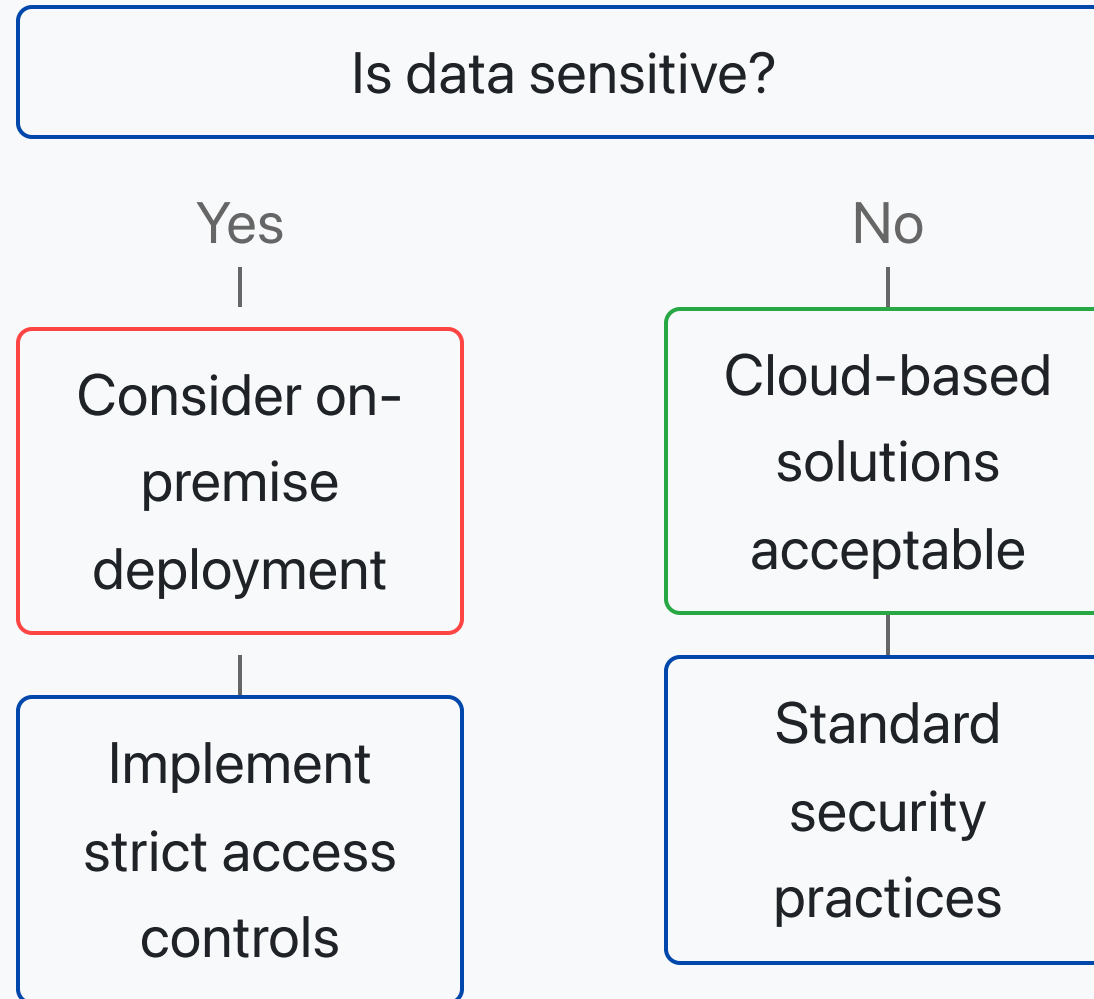 Is data sensitive?
Yes
Consider on-
premise
deployment
Implement
strict access
controls
No
Cloud-based
solutions
acceptable
Standard
security
practices